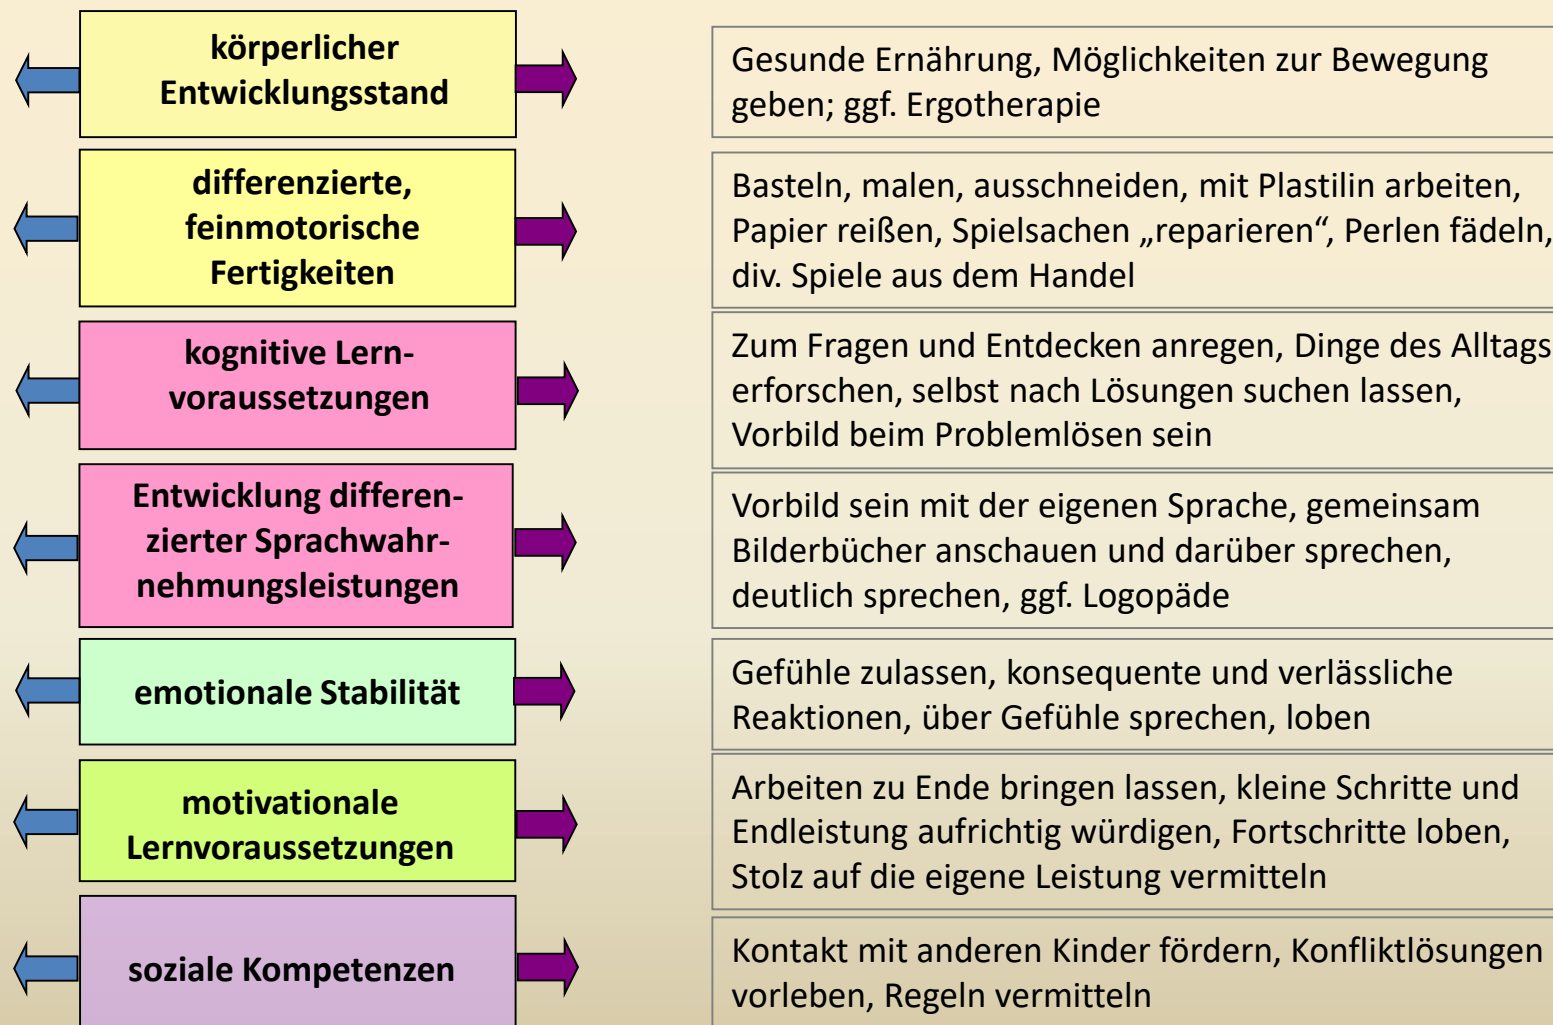 körperlicher
Entwicklungsstand
Gesunde Ernährung, Möglichkeiten zur Bewegung
geben; ggf. Ergotherapie
differenzierte,
feinmotorische
Fertigkeiten
Basteln, malen, ausschneiden, mit Plastilin arbeiten,
Papier reißen, Spielsachen „reparieren“, Perlen fädeln,
div. Spiele aus dem Handel
kognitive Lern-
voraussetzungen
Zum Fragen und Entdecken anregen, Dinge des Alltags
erforschen, selbst nach Lösungen suchen lassen,
Vorbild beim Problemlösen sein
Entwicklung differen-
zierter Sprachwahr-
nehmungsleistungen
Vorbild sein mit der eigenen Sprache, gemeinsam
Bilderbücher anschauen und darüber sprechen,
deutlich sprechen, ggf. Logopäde
emotionale Stabilität
Gefühle zulassen, konsequente und verlässliche
Reaktionen, über Gefühle sprechen, loben
motivationale
Lernvoraussetzungen
Arbeiten zu Ende bringen lassen, kleine Schritte und
Endleistung aufrichtig würdigen, Fortschritte loben,
Stolz auf die eigene Leistung vermitteln
soziale Kompetenzen
Kontakt mit anderen Kinder fördern, Konfliktlösungen
vorleben, Regeln vermitteln